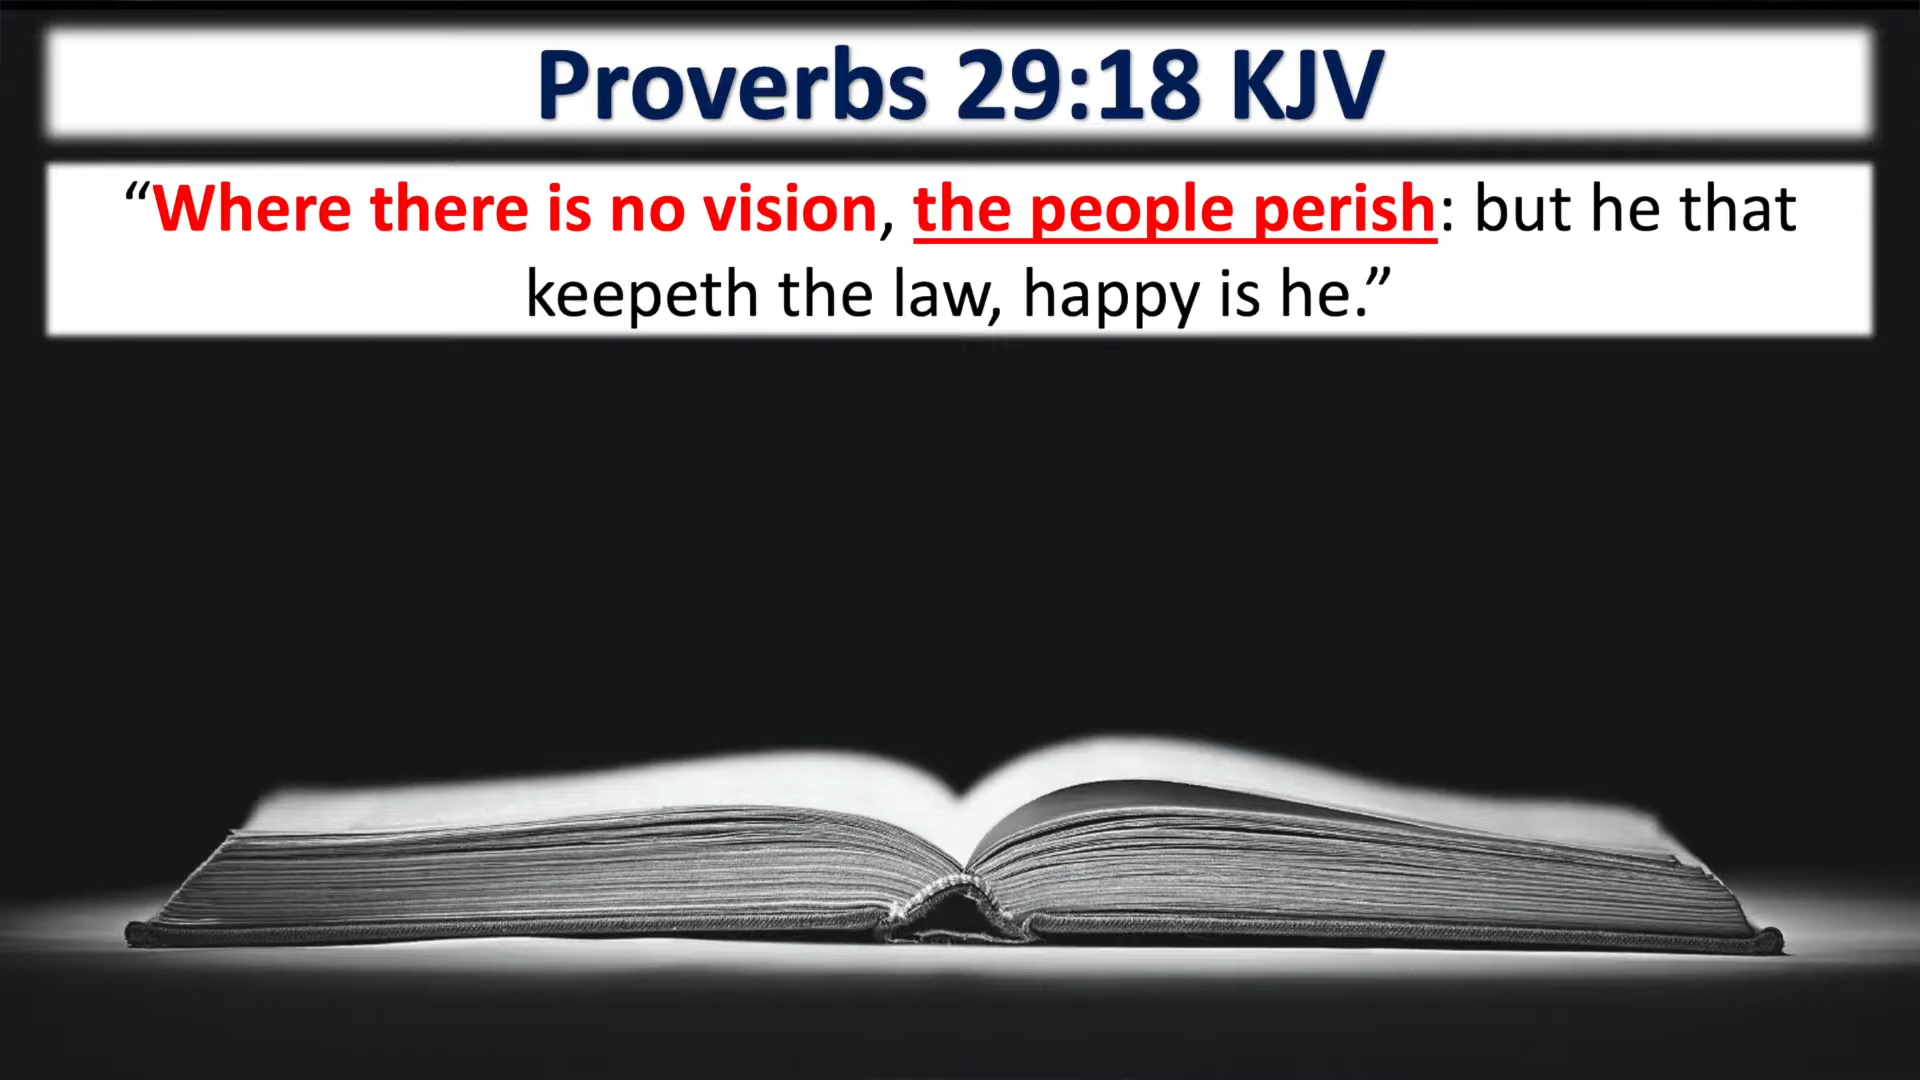 Proverbs 29:18 KJV
“Where there is no vision, the people perish: but he that
keepeth the law, happy is he.”